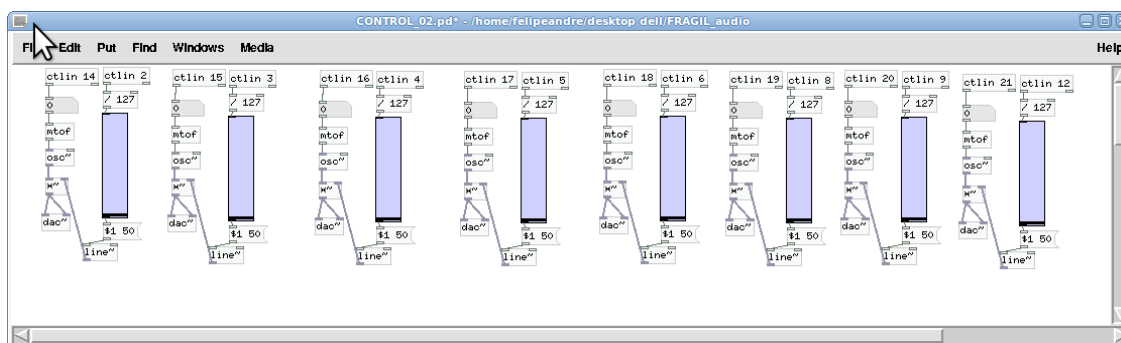 CONTROL_02.pd* - /home/felipeandre/desktop dell/FRAGIL_audio
File Edit Put Find Windows Media Help
ctlin 14 ctlin 2 ctlin 15 ctlin 3 ctlin 16 ctlin 4 ctlin 17 ctlin 5 ctlin 18 ctlin 6 ctlin 19 ctlin 8 ctlin 20 ctlin 9 ctlin 21 ctlin 12
/ 127 / 127 / 127 / 127 / 127 / 127 / 127 / 127
0 0 0 0 0 0 0 0
mtof mtof mtof mtof mtof mtof mtof mtof
osc~ osc~ osc~ osc~ osc~ osc~ osc~ osc~
*~ *~ *~ *~ *~ *~ *~ *~
dac~ dac~ dac~ dac~ dac~ dac~ dac~ dac~
$1 50 $1 50 $1 50 $1 50 $1 50 $1 50 $1 50 $1 50
line~ line~ line~ line~ line~ line~ line~ line~